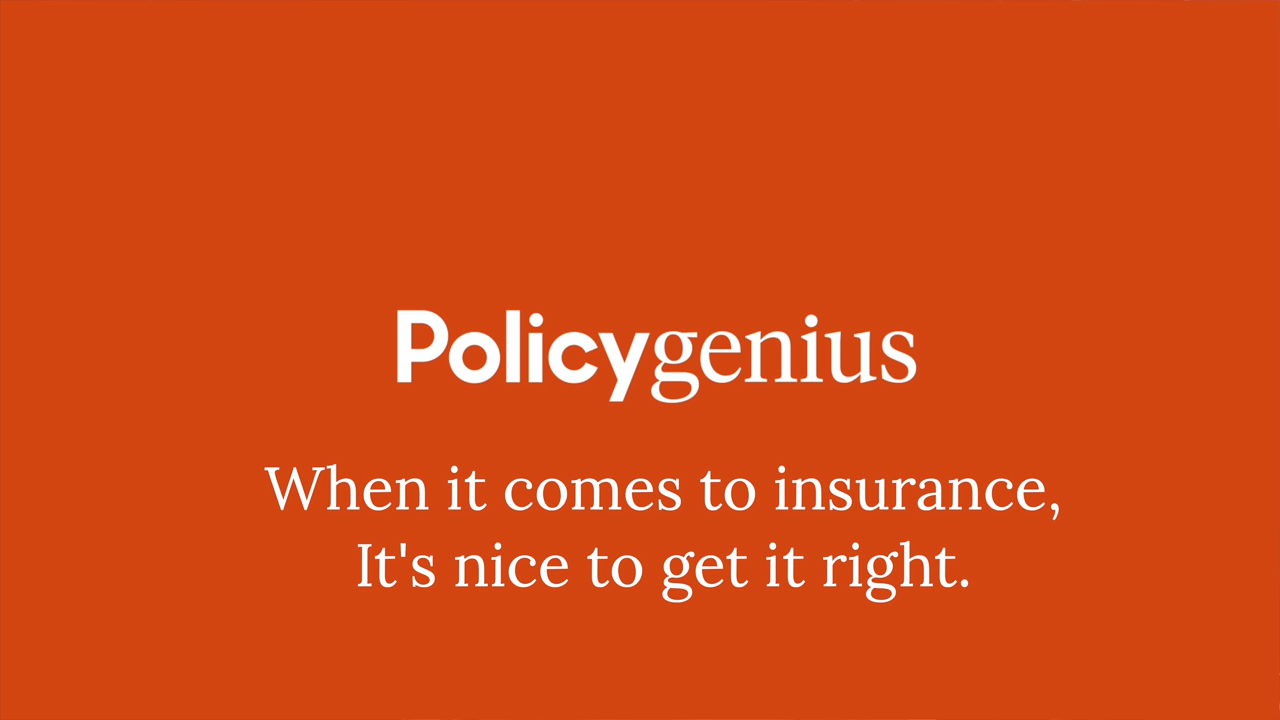 Policygenius
When it comes to insurance,
It's nice to get it right.